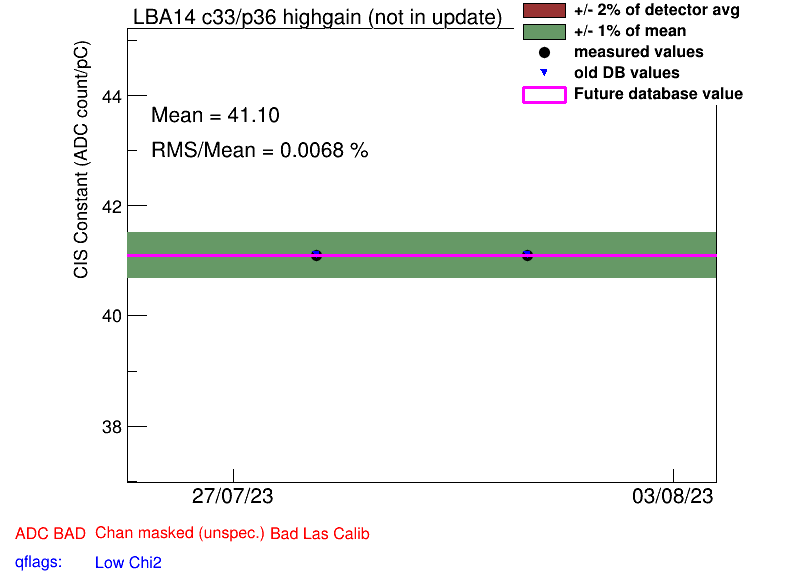 LBA14 c33/p36 highgain (not in update)
+/- 2% of detector avg
+/- 1% of mean
measured values
old DB values
Future database value
CIS Constant (ADC count/pC)
44
Mean = 41.10
RMS/Mean = 0.0068 %
42
40
38
27/07/23 03/08/23
ADC BAD Chan masked (unspec.) Bad Las Calib
qflags: Low Chi2